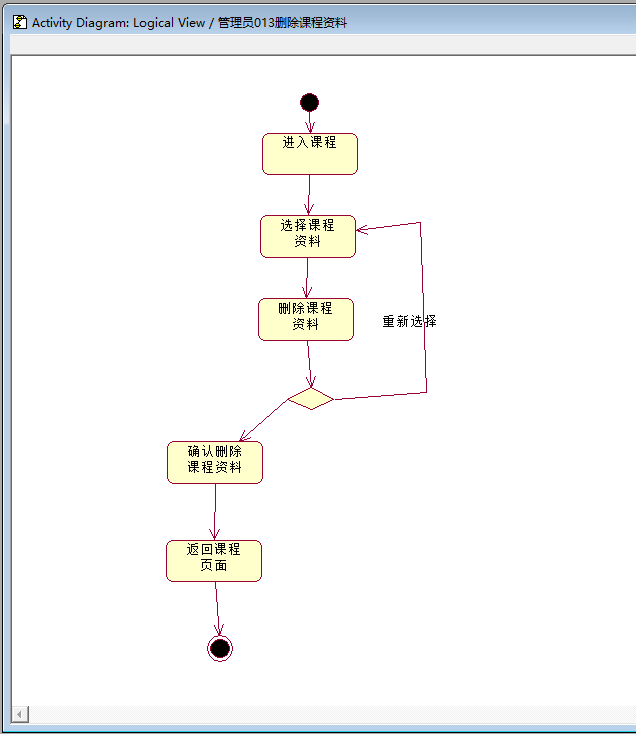 Activity Diagram: Logical View / 管理员013删除课程资料
进入课程
选择课程
资料
删除课程
资料
重新选择
确认删除
课程资料
返回课程
页面